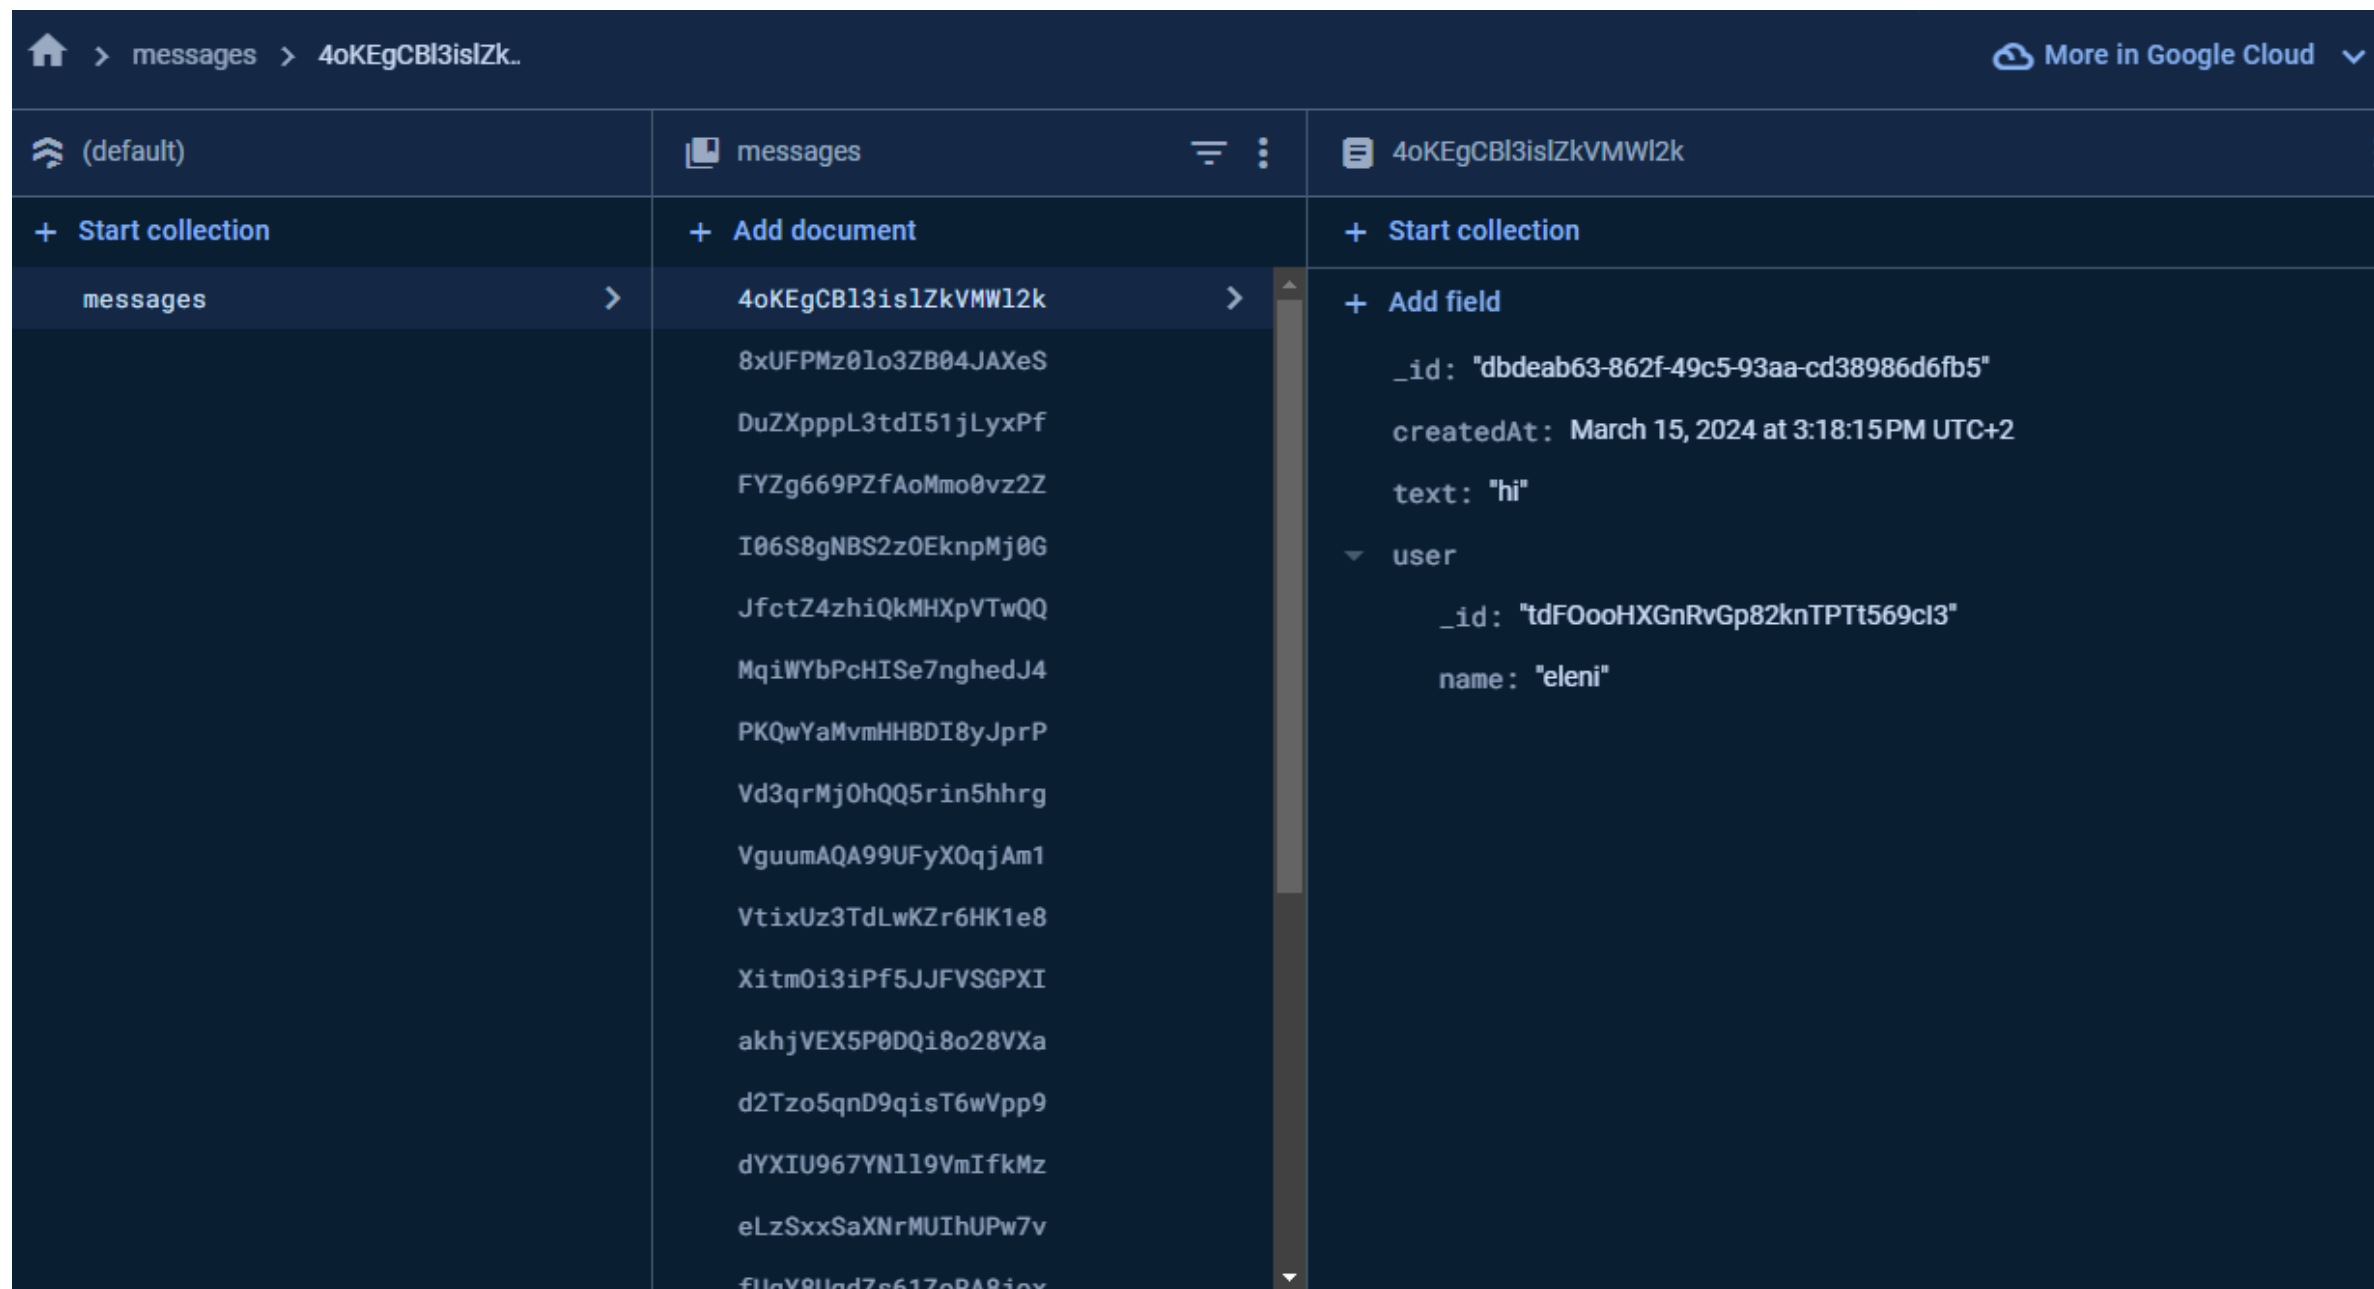 messages 4oKEgCBl3islZk..
More in Google Cloud
(default)
messages
4oKEgCBl3islZkVMWl2k
+ Start collection
+ Add document
+ Start collection
messages
4oKEgCBl3islZkVMWl2k
8xUFPMz0lo3ZB04JAXeS
DuZXpppL3tdI51jLyxPf
FYZg669PZfAoMmo0vz2Z
I06S8gNBS2zOEknpMj0G
JfctZ4zhiQkMHXpVTwQQ
MqiWYbPcHISe7nghedJ4
PKQwYaMvmHHBDI8yJprP
Vd3qrMjOhQQ5rin5hhrg
VguumAQA99UFyXOqjAm1
VtixUz3TdLwKZr6HK1e8
XitmOi3iPf5JJFVSGPXI
akhjVEX5P0DQi8o28VXa
d2Tzo5qnD9qisT6wVpp9
dYXIU967YNll9VmIfkMz
eLzSxxSaXNrMUIhUPw7v
+ Add field
_id: "dbdeab63-862f-49c5-93aa-cd38986d6fb5"
createdAt: March 15, 2024 at 3:18:15 PM UTC+2
text: "hi"
user
_id: "tdFOooHXGnRvGp82knTPTt569cI3"
name: "eleni"